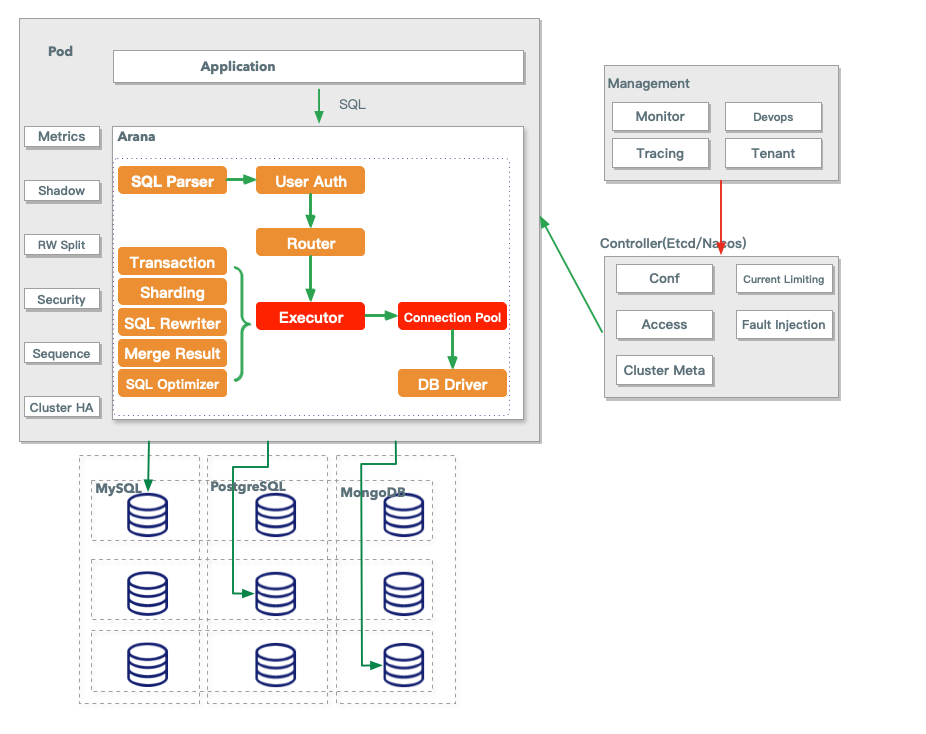 Pod
Application
SQL
Metrics
Shadow
RW Split
Security
Sequence
Cluster HA
Arana
SQL Parser
User Auth
Router
Transaction
Sharding
SQL Rewriter
Merge Result
SQL Optimizer
Executor
Connection Pool
DB Driver
Management
Monitor
Devops
Tracing
Tenant
Controller(Etcd/Nacos)
Conf
Current Limiting
Access
Fault Injection
Cluster Meta
MySQL
PostgreSQL
MongoDB